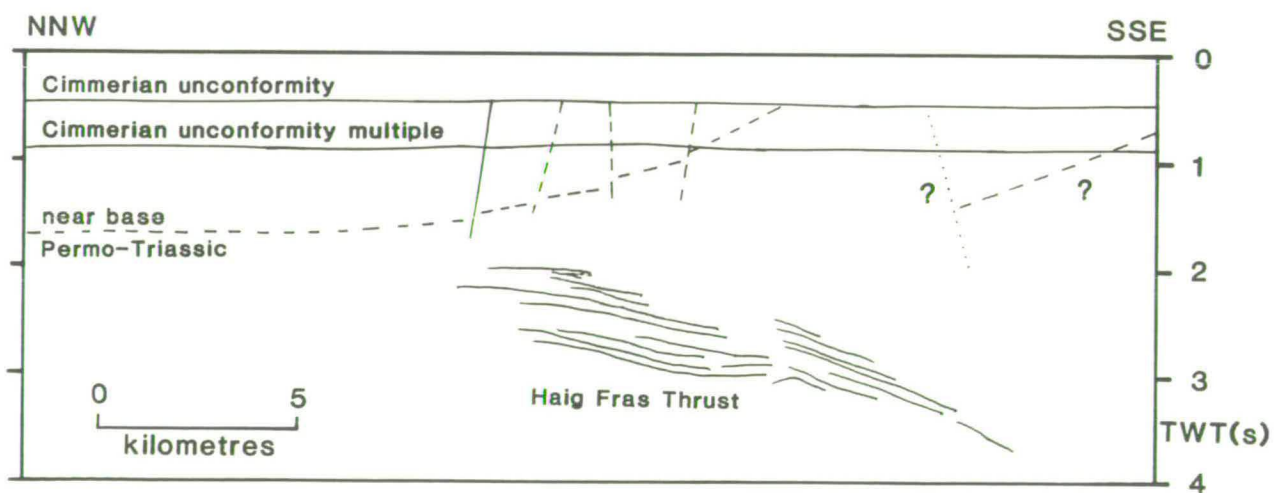 NNW
SSE
0
Cimmerian unconformity
Cimmerian unconformity multiple
1
?
?
near base
Permo-Triassic
2
0 5
kilometres
Haig Fras Thrust
3
TWT(s)
4